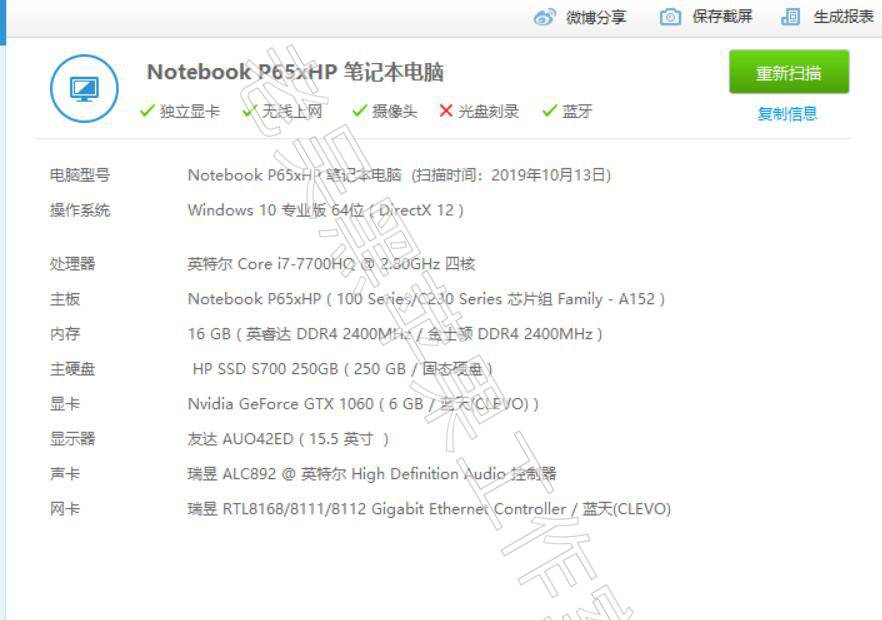 微博分享 保存截屏 生成报表
Notebook P65xHP 笔记本电脑
重新扫描
独立显卡 无线上网 摄像头 光盘刻录 蓝牙
复制信息
电脑型号 Notebook P65xHP 笔记本电脑 (扫描时间：2019年10月13日)
操作系统 Windows 10 专业版 64位 ( DirectX 12 )
处理器 英特尔 Core i7-7700HQ @ 2.80GHz 四核
主板 Notebook P65xHP ( 100 Series/C230 Series 芯片组 Family - A152 )
内存 16 GB ( 英睿达 DDR4 2400MHz / 金士顿 DDR4 2400MHz )
主硬盘 HP SSD S700 250GB ( 250 GB / 固态硬盘 )
显卡 Nvidia GeForce GTX 1060 ( 6 GB / 蓝天(CLEVO) )
显示器 友达 AUO42ED ( 15.5 英寸 )
声卡 瑞昱 ALC892 @ 英特尔 High Definition Audio 控制器
网卡 瑞昱 RTL8168/8111/8112 Gigabit Ethernet Controller / 蓝天(CLEVO)
老吴黑苹果工作室